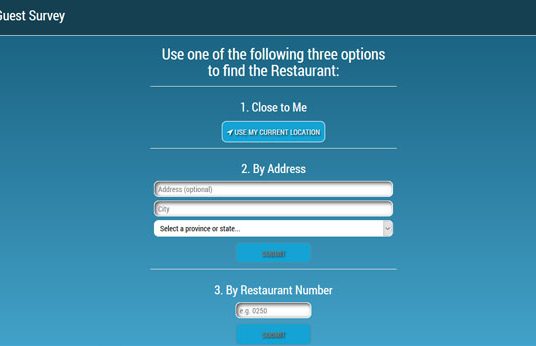 Guest Survey
Use one of the following three options
to find the Restaurant:
1. Close to Me
USE MY CURRENT LOCATION
2. By Address
Address (optional)
City
Select a province or state...
SUBMIT
3. By Restaurant Number
e.g. 0250
SUBMIT